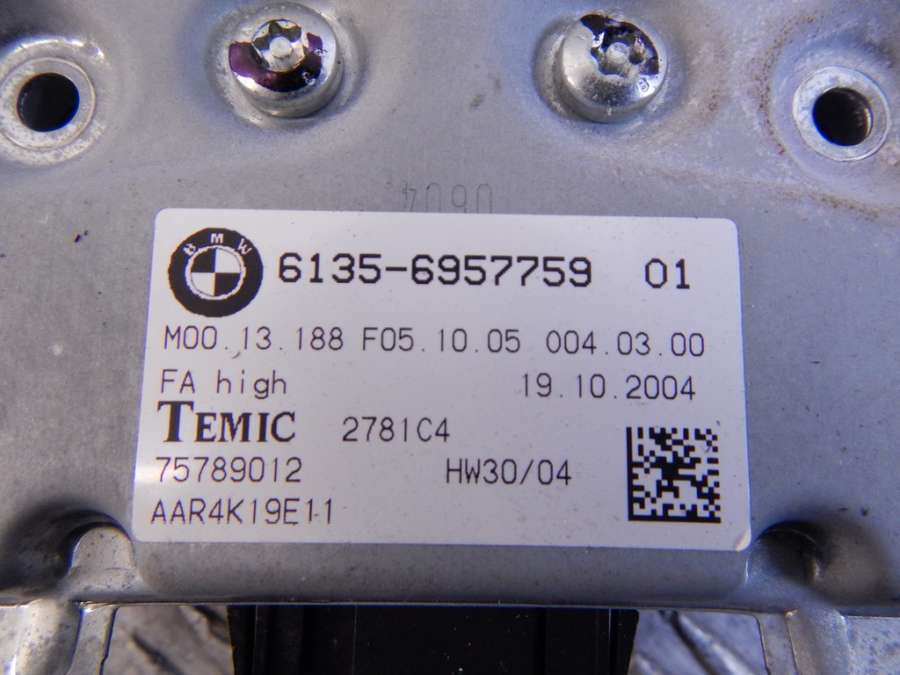 0604
BMW 6135-6957759 01
M00.13.188 F05.10.05 004.03.00
FA high 19.10.2004
TEMIC 2781C4
75789012 HW30/04
AAR4K19E11